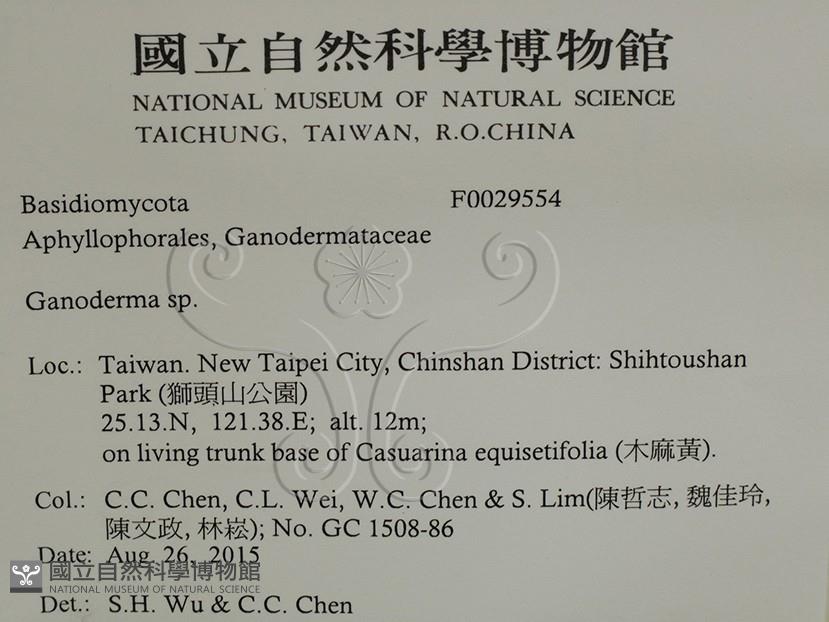 國立自然科學博物館
NATIONAL MUSEUM OF NATURAL SCIENCE
TAICHUNG, TAIWAN, R.O.CHINA
Basidiomycota F0029554
Aphyllophorales, Ganodermataceae
Ganoderma sp.
Loc.: Taiwan. New Taipei City, Chinshan District: Shihtoushan
Park (獅頭山公園)
25.13.N, 121.38.E; alt. 12m;
on living trunk base of Casuarina equisetifolia (木麻黃).
Col.: C.C. Chen, C.L. Wei, W.C. Chen & S. Lim(陳哲志, 魏佳玲,
陳文政, 林崧); No. GC 1508-86
Date: Aug. 26, 2015
國立自然科學博物館
NATIONAL MUSEUM OF NATURAL SCIENCE
Det.: S.H. Wu & C.C. Chen